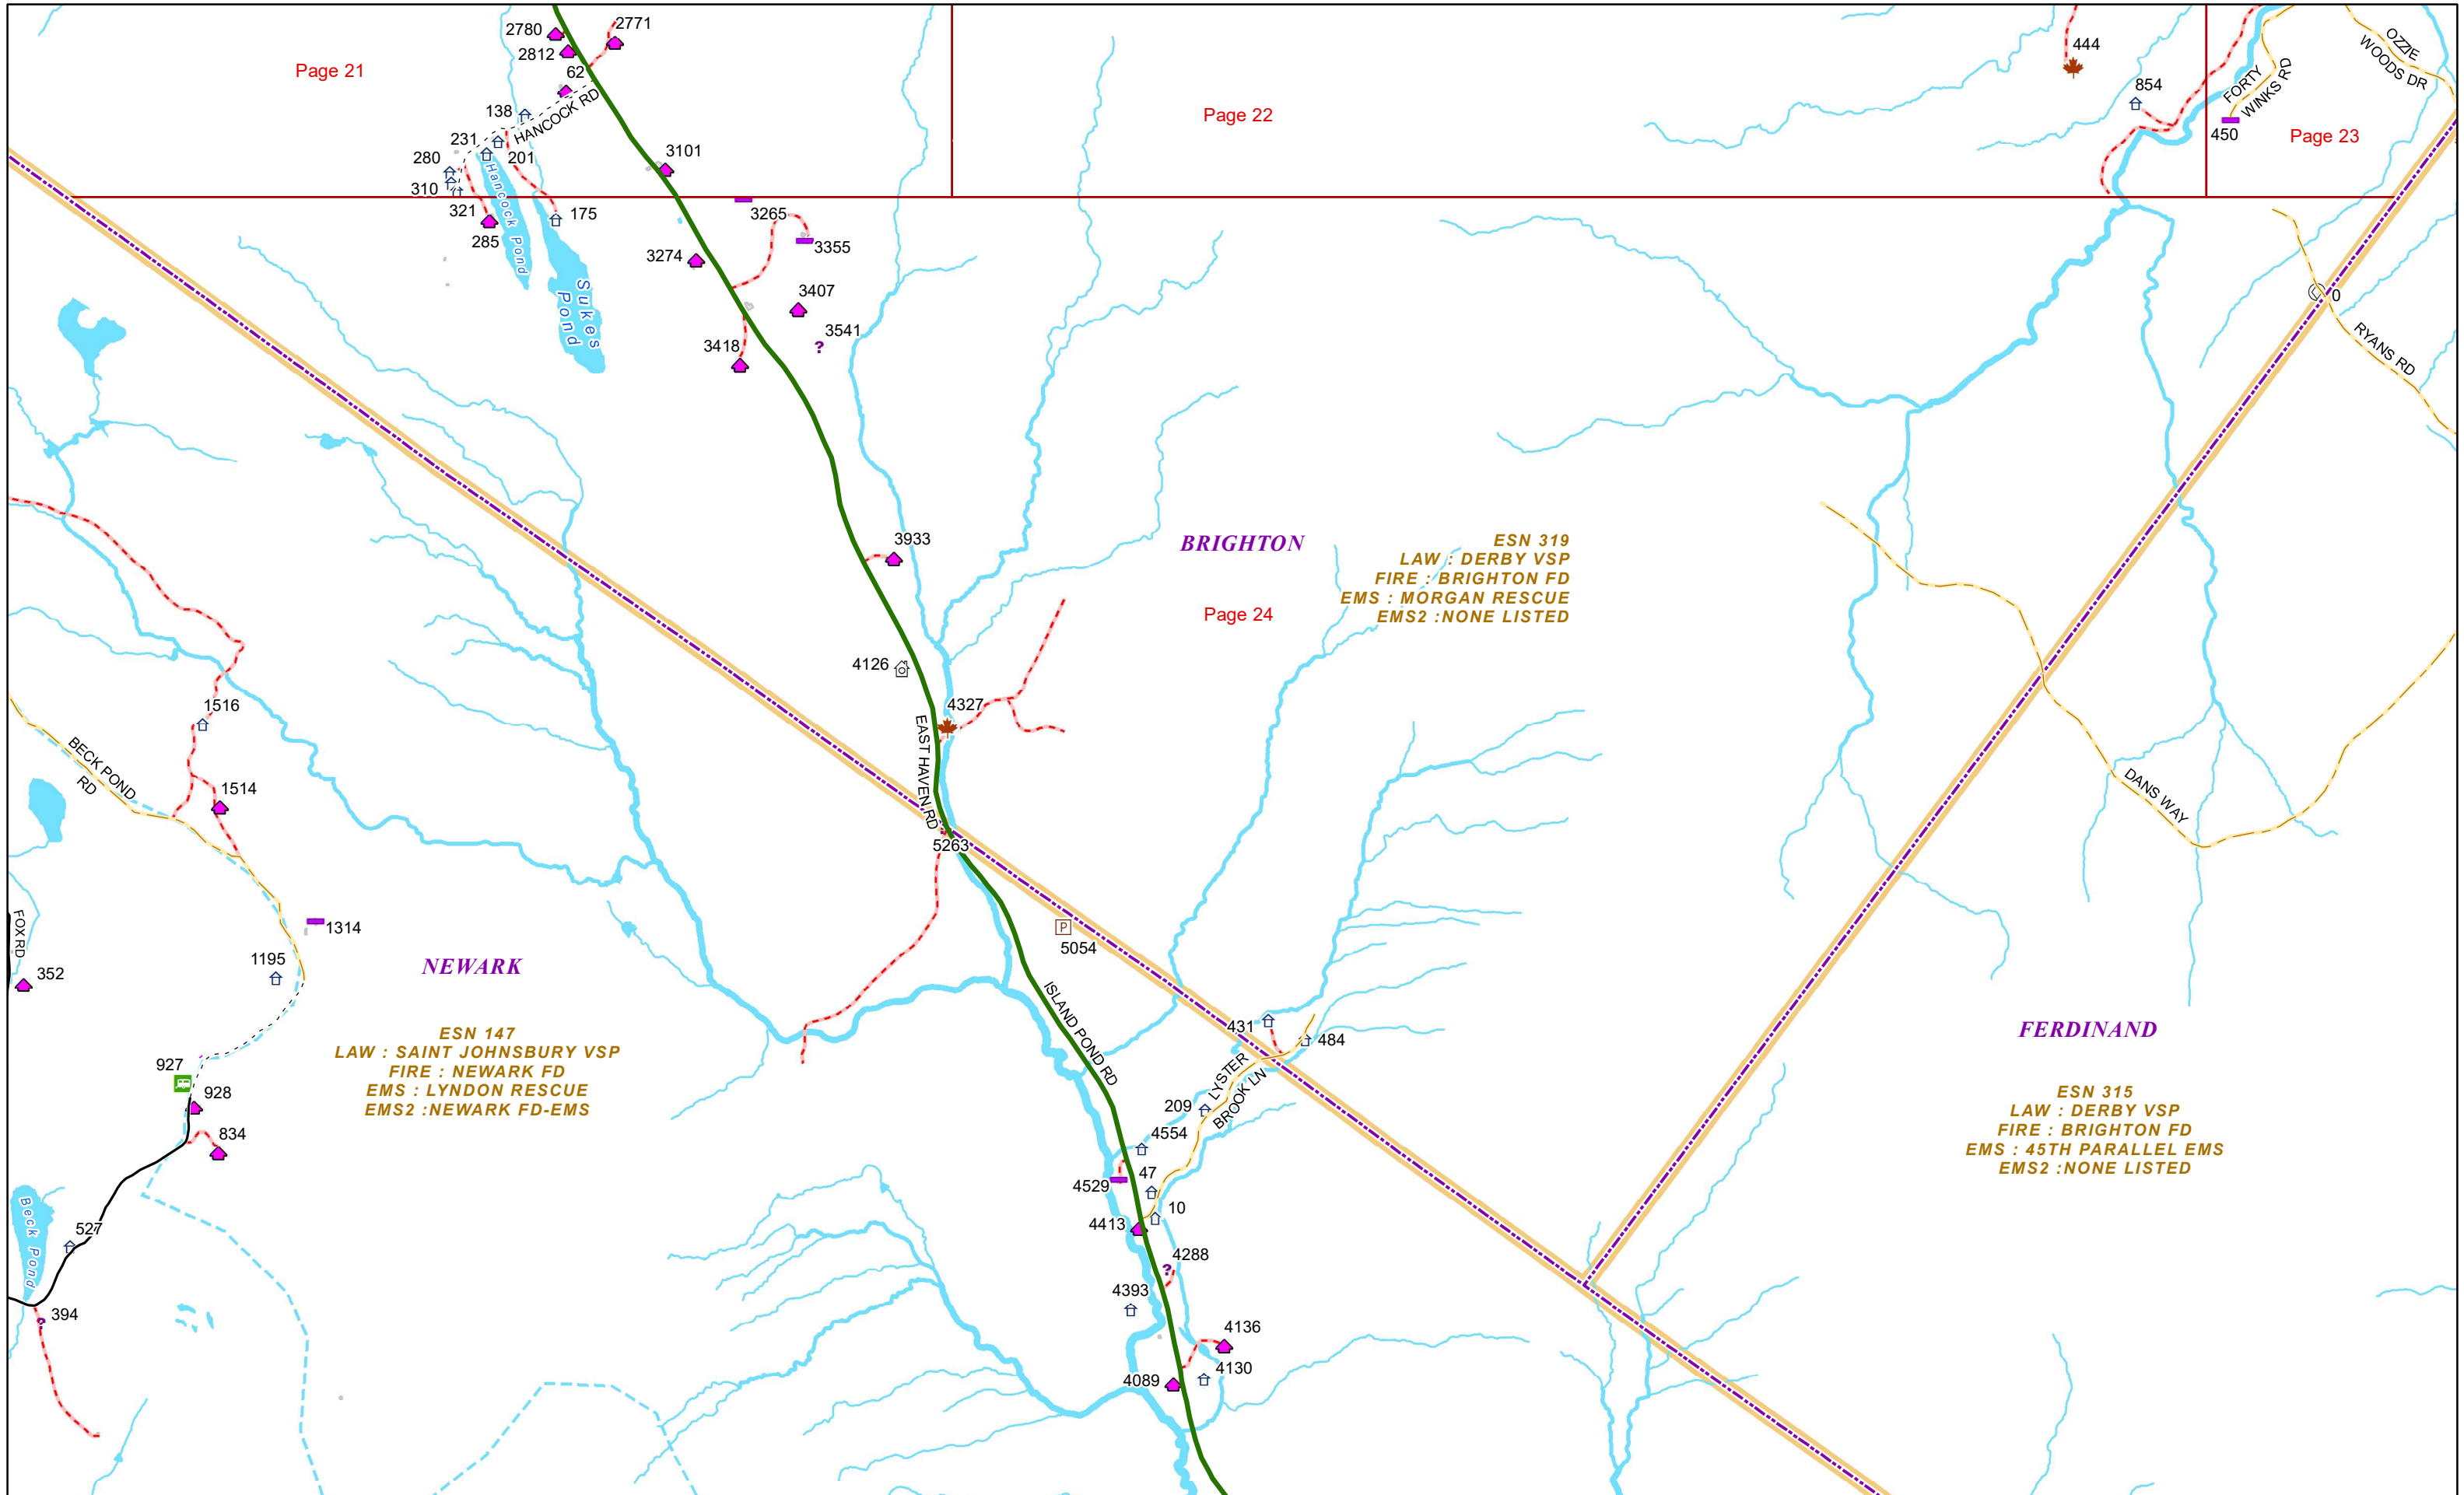 2780
2771
2812
62
Page 21
138
HANCOCK RD
231
201
280
310
321
285
175
Hancock Pond
Sukes
Pond
3101
3265
3355
3274
3407
3541
3418
Page 22
444
854
FORTY
WINKS RD
OZZIE
WOODS DR
450
Page 23
0
RYANS RD
3933
BRIGHTON
ESN 319
LAW : DERBY VSP
FIRE : BRIGHTON FD
EMS : MORGAN RESCUE
EMS2 :NONE LISTED
Page 24
4126
4327
EAST HAVEN RD
5263
1516
BECK POND
RD
1514
DANS WAY
FOX RD
352
1314
1195
NEWARK
5054
ISLAND POND RD
ESN 147
LAW : SAINT JOHNSBURY VSP
FIRE : NEWARK FD
EMS : LYNDON RESCUE
EMS2 :NEWARK FD-EMS
431
484
LYSTER
BROOK LN
209
FERDINAND
ESN 315
LAW : DERBY VSP
FIRE : BRIGHTON FD
EMS : 45TH PARALLEL EMS
EMS2 :NONE LISTED
927
928
834
4554
47
4529
10
4413
4288
4393
4136
4130
4089
Beck Pond
527
394
P
?
?
?